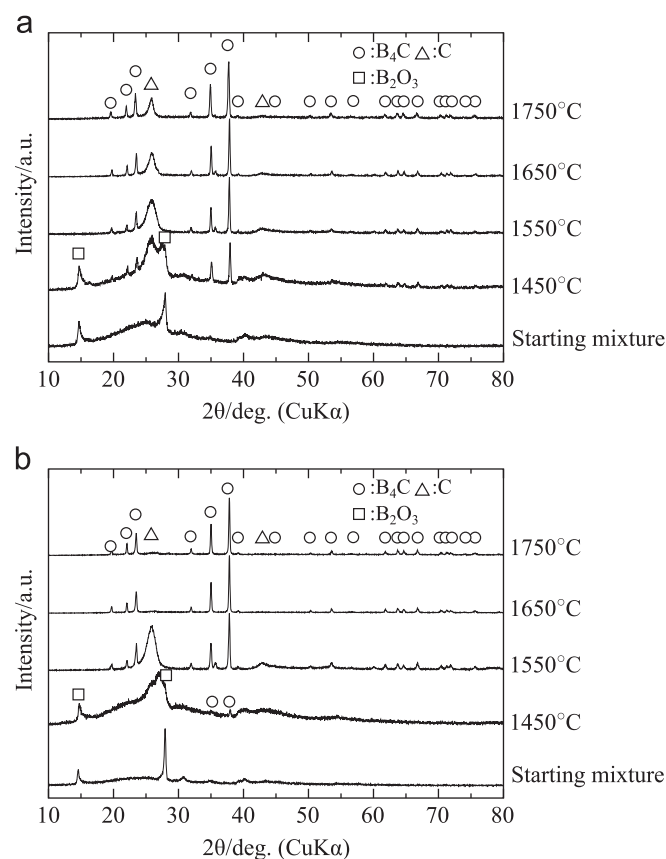 a
○:B₄C △:C
□:B₂O₃
1750°C
1650°C
1550°C
1450°C
Starting mixture
Intensity/a.u.
10 20 30 40 50 60 70 80
2θ/deg. (CuKα)
b
○:B₄C △:C
□:B₂O₃
1750°C
1650°C
1550°C
1450°C
Starting mixture
Intensity/a.u.
10 20 30 40 50 60 70 80
2θ/deg. (CuKα)